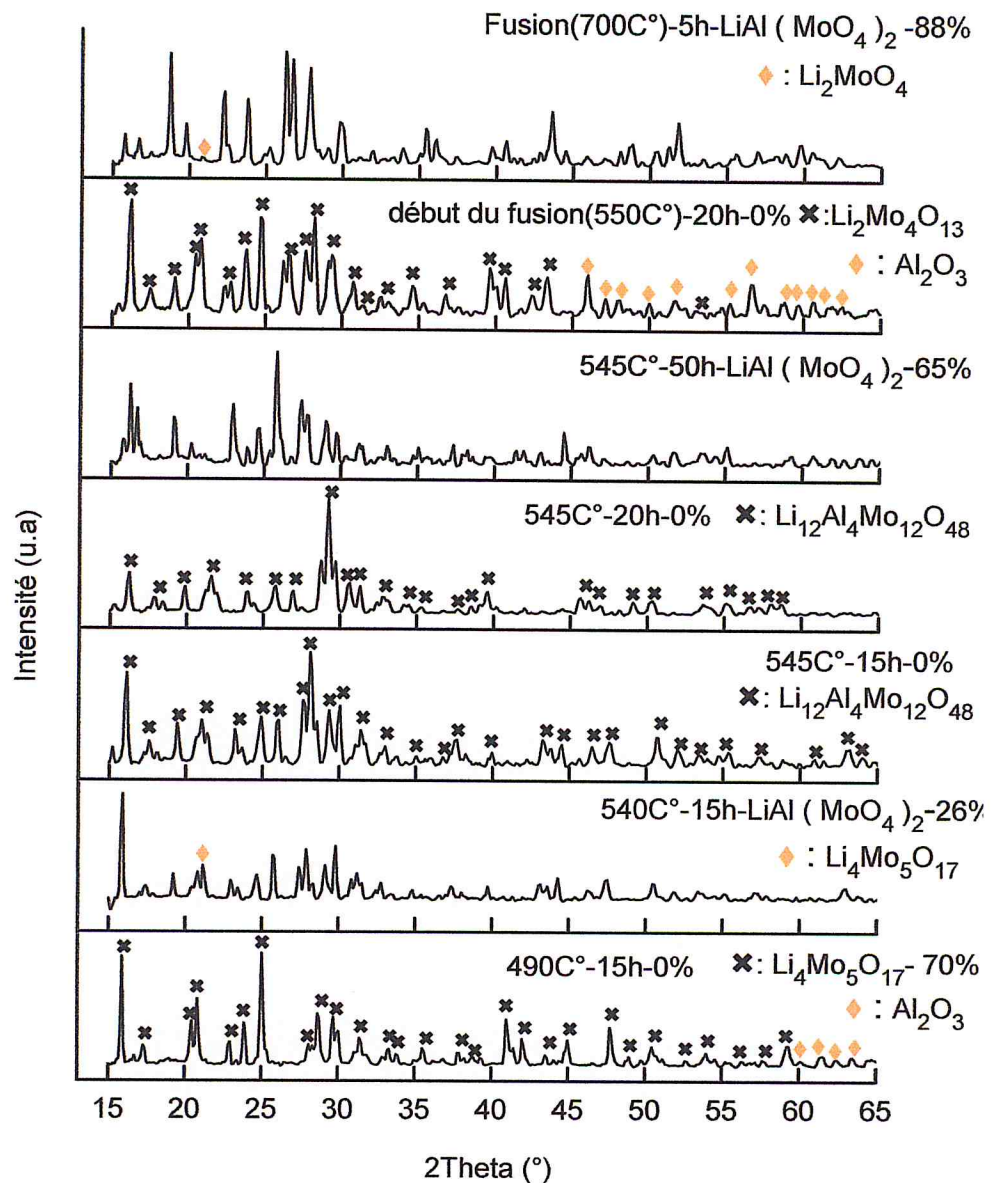 Fusion(700C°)-5h-LiAl ( MoO₄ )₂ -88%
♦ : Li₂MoO₄
début du fusion(550C°)-20h-0% ✖:Li₂Mo₄O₁₃
♦ : Al₂O₃
545C°-50h-LiAl ( MoO₄ )₂-65%
545C°-20h-0% ✖: Li₁₂Al₄Mo₁₂O₄₈
545C°-15h-0%
✖: Li₁₂Al₄Mo₁₂O₄₈
540C°-15h-LiAl ( MoO₄ )₂-26%
♦ : Li₄Mo₅O₁₇
490C°-15h-0% ✖: Li₄Mo₅O₁₇- 70%
♦ : Al₂O₃
Intensité (u.a)
15 20 25 30 35 40 45 50 55 60 65
2Theta (°)